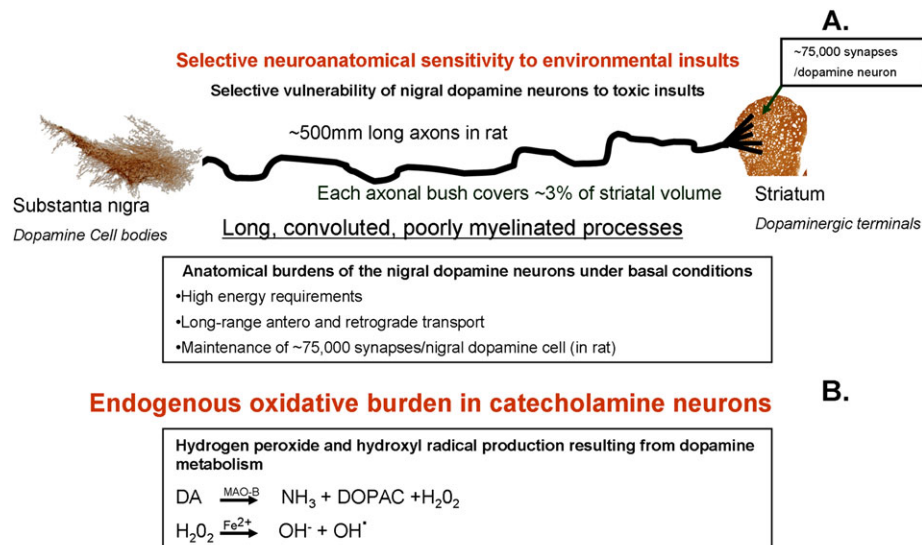 A.
~75,000 synapses
/dopamine neuron
Selective neuroanatomical sensitivity to environmental insults
Selective vulnerability of nigral dopamine neurons to toxic insults
~500mm long axons in rat
Each axonal bush covers ~3% of striatal volume
Substantia nigra
Dopamine Cell bodies
Striatum
Dopaminergic terminals
Long, convoluted, poorly myelinated processes
Anatomical burdens of the nigral dopamine neurons under basal conditions
•High energy requirements
•Long-range antero and retrograde transport
•Maintenance of ~75,000 synapses/nigral dopamine cell (in rat)
B.
Endogenous oxidative burden in catecholamine neurons
Hydrogen peroxide and hydroxyl radical production resulting from dopamine
metabolism
DA MAO-B → NH₃ + DOPAC +H₂0₂
H₂0₂ Fe²⁺ → OH⁻ + OH•